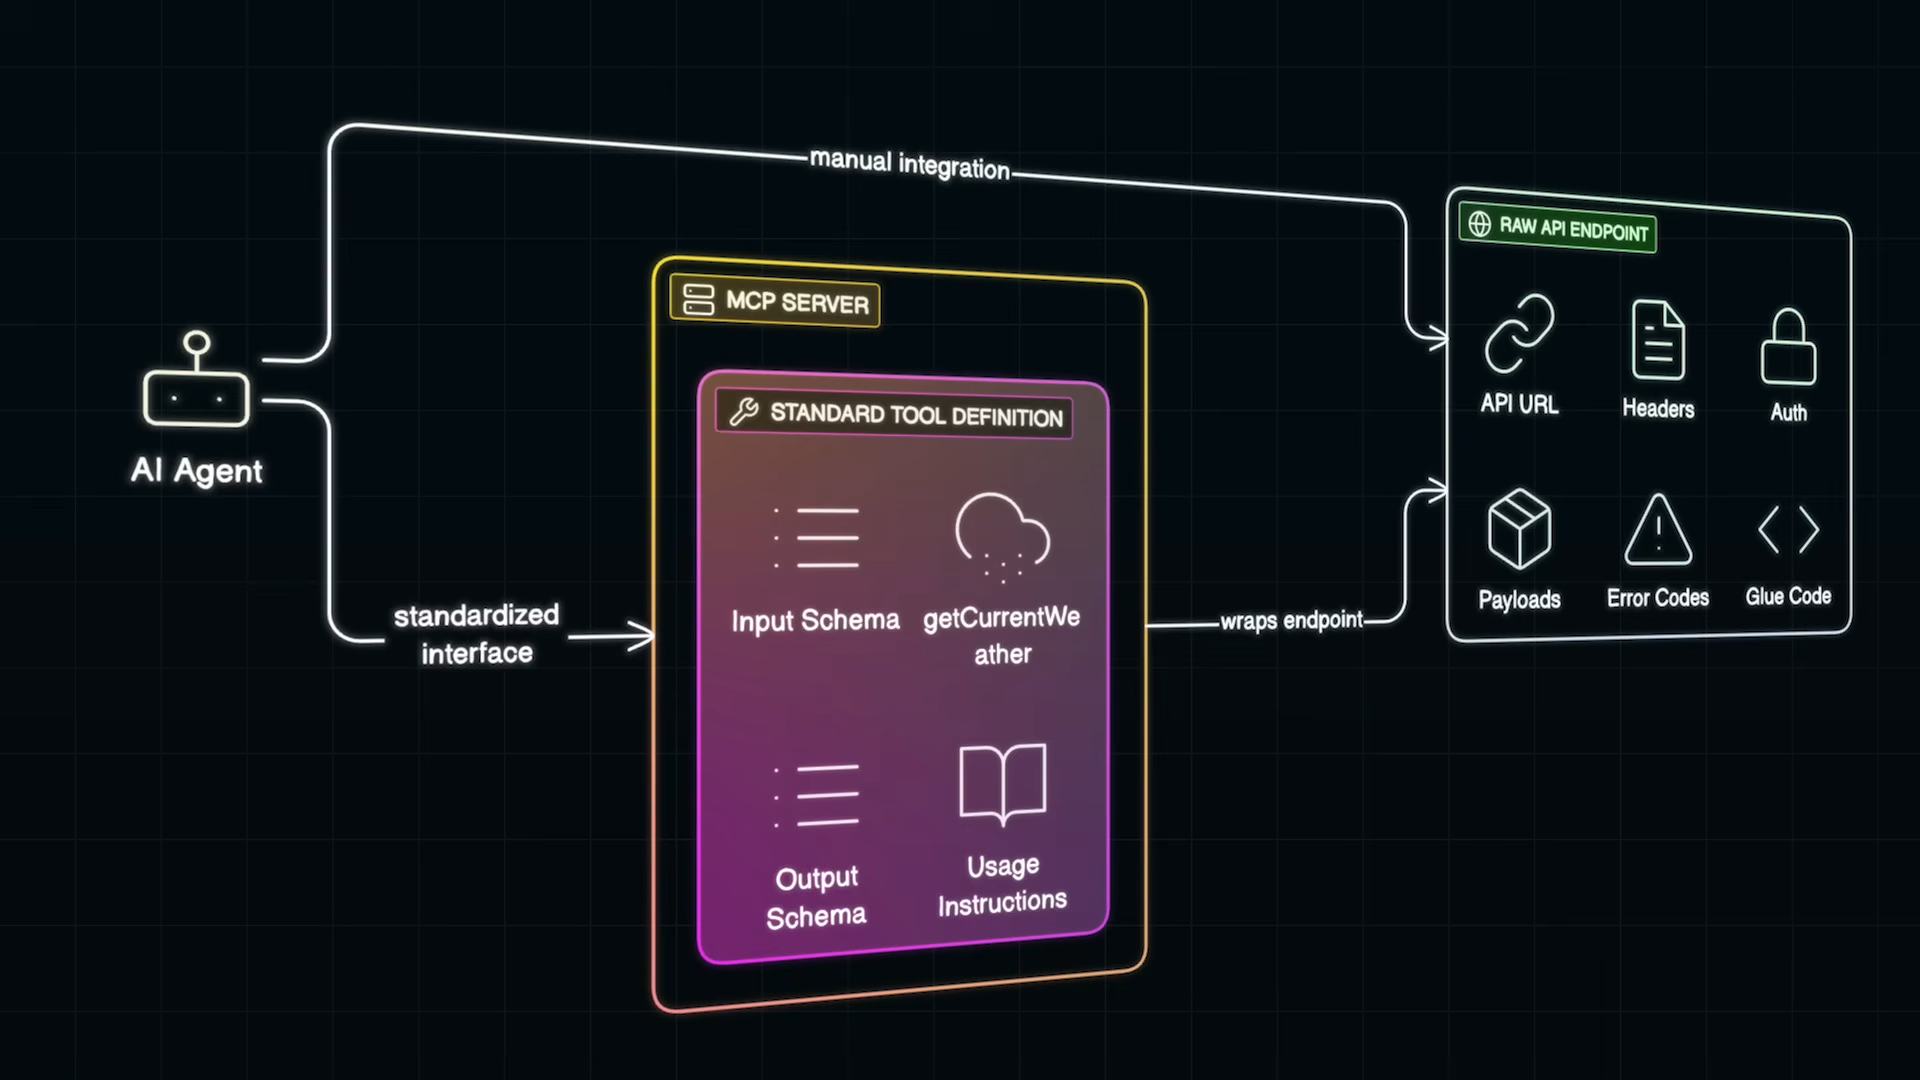 manual integration
RAW API ENDPOINT
MCP SERVER
API URL
Headers
Auth
STANDARD TOOL DEFINITION
AI Agent
Payloads
Error Codes
Glue Code
standardized
interface
Input Schema
getCurrentWe
ather
wraps endpoint
Output
Schema
Usage
Instructions